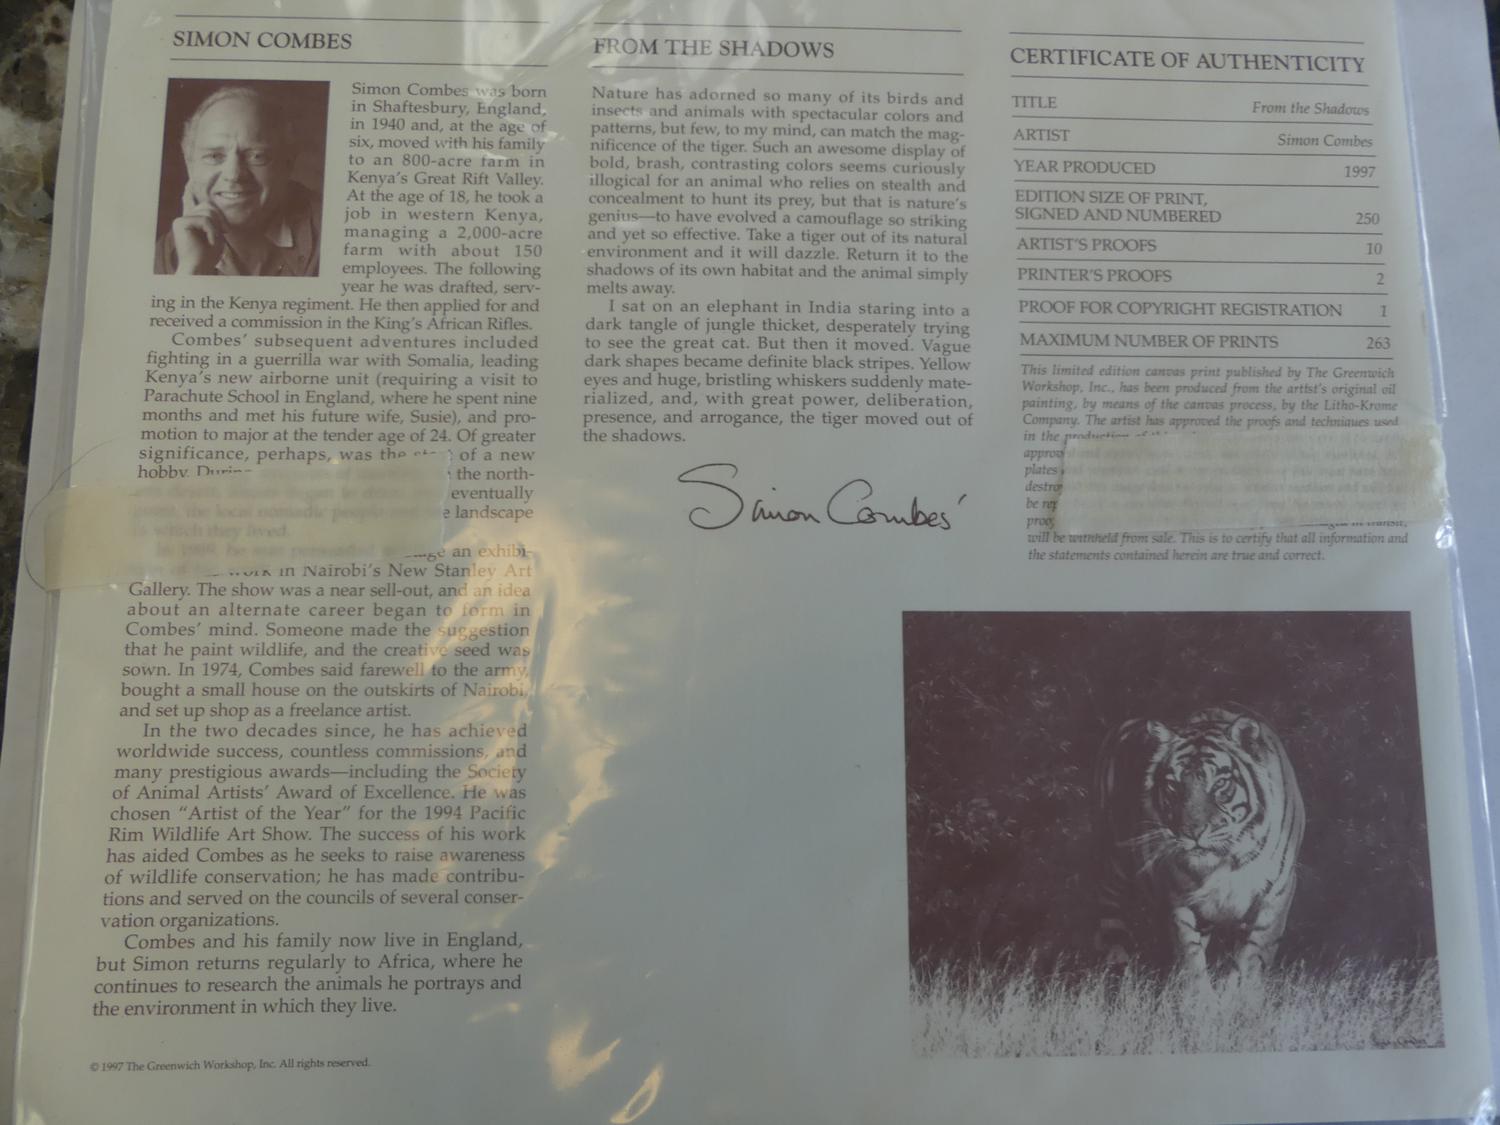 SIMON COMBES
Simon Combes was born
in Shaftesbury, England,
in 1940 and, at the age of
six, moved with his family
to an 800-acre farm in
Kenya's Great Rift Valley.
At the age of 18, he took a
job in western Kenya,
managing a 2,000-acre
farm with about 150
employees. The following
year he was drafted, serv-
ing in the Kenya regiment. He then applied for and
received a commission in the King's African Rifles.
Combes' subsequent adventures included
fighting in a guerrilla war with Somalia, leading
Kenya's new airborne unit (requiring a visit to
Parachute School in England, where he spent nine
months and met his future wife, Susie), and pro-
motion to major at the tender age of 24. Of greater
significance, perhaps, was the of a new
hobby. During the north-
eventually
the local nomadic people landscape
in which they lived.
In 1969, he was persuaded an exhibi-
work in Nairobi's New Stanley Art
Gallery. The show was a near sell-out, and an idea
about an alternate career began to form in
Combes' mind. Someone made the suggestion
that he paint wildlife, and the creative seed was
sown. In 1974, Combes said farewell to the army,
bought a small house on the outskirts of Nairobi,
and set up shop as a freelance artist.
In the two decades since, he has achieved
worldwide success, countless commissions, and
many prestigious awards—including the Society
of Animal Artists' Award of Excellence. He was
chosen "Artist of the Year" for the 1994 Pacific
Rim Wildlife Art Show. The success of his work
has aided Combes as he seeks to raise awareness
of wildlife conservation; he has made contribu-
tions and served on the councils of several conser-
vation organizations.
Combes and his family now live in England,
but Simon returns regularly to Africa, where he
continues to research the animals he portrays and
the environment in which they live.
© 1997 The Greenwich Workshop, Inc. All rights reserved.
FROM THE SHADOWS
Nature has adorned so many of its birds and
insects and animals with spectacular colors and
patterns, but few, to my mind, can match the mag-
nificence of the tiger. Such an awesome display of
bold, brash, contrasting colors seems curiously
illogical for an animal who relies on stealth and
concealment to hunt its prey, but that is nature's
genius—to have evolved a camouflage so striking
and yet so effective. Take a tiger out of its natural
environment and it will dazzle. Return it to the
shadows of its own habitat and the animal simply
melts away.
I sat on an elephant in India staring into a
dark tangle of jungle thicket, desperately trying
to see the great cat. But then it moved. Vague
dark shapes became definite black stripes. Yellow
eyes and huge, bristling whiskers suddenly mate-
rialized, and, with great power, deliberation,
presence, and arrogance, the tiger moved out of
the shadows.
Simon Combes
CERTIFICATE OF AUTHENTICITY
TITLE From the Shadows
ARTIST Simon Combes
YEAR PRODUCED 1997
EDITION SIZE OF PRINT,
SIGNED AND NUMBERED 250
ARTIST'S PROOFS 10
PRINTER'S PROOFS 2
PROOF FOR COPYRIGHT REGISTRATION 1
MAXIMUM NUMBER OF PRINTS 263
This limited edition canvas print published by The Greenwich
Workshop, Inc., has been produced from the artist's original oil
painting, by means of the canvas process, by the Litho-Krome
Company. The artist has approved the proofs and techniques used
in the production of
plates
be
will be withheld from sale. This is to certify that all information and
the statements contained herein are true and correct.